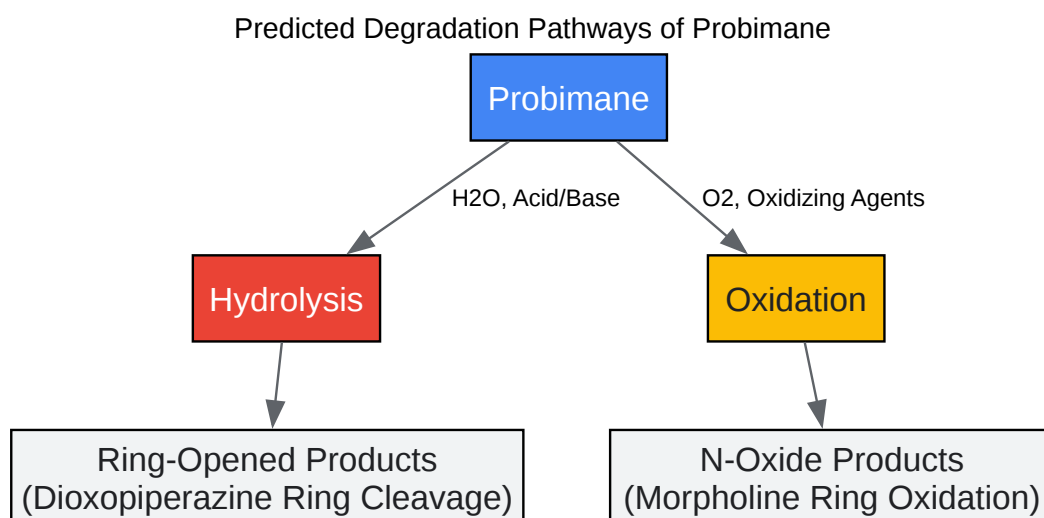 Predicted Degradation Pathways of Probimane
Probimane
H2O, Acid/Base
O2, Oxidizing Agents
Hydrolysis
Oxidation
Ring-Opened Products
(Dioxopiperazine Ring Cleavage)
N-Oxide Products
(Morpholine Ring Oxidation)